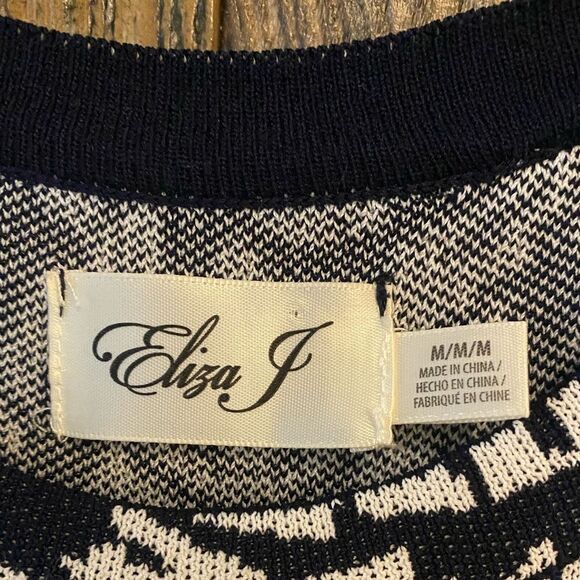 Eliza J
M/M/M
MADE IN CHINA /
HECHO EN CHINA /
FABRIQUÉ EN CHINE